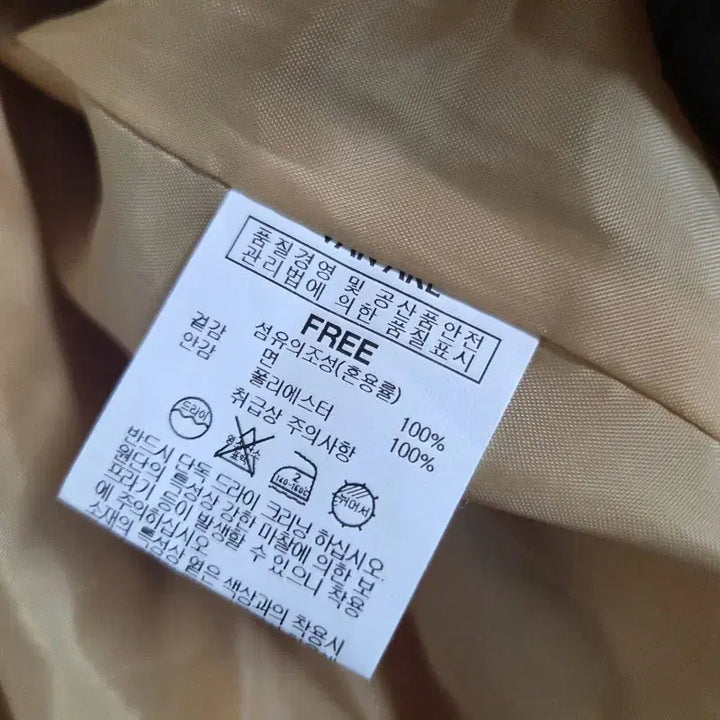 품질경영 및 공산품안전
관리법에 의한 품질표시
FREE
섬유의조성(혼용률)
겉감 면 100%
안감 폴리에스터 100%
취급상 주의사항
드라이
2
140-160℃
반드시 단독 드라이 크리닝 하십시오.
원단의 특성상 강한 마찰에 의한 보
프라기 등이 발생할 수 있으니 착용
에 주의하십시오
소재의 특성상 옅은 색상과의 착용시